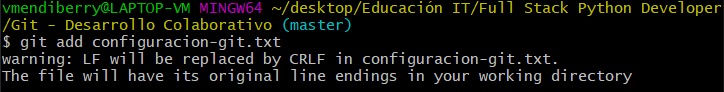 vmendiberry@LAPTOP-VM MINGW64 ~/desktop/Educación IT/Full Stack Python Developer
/Git - Desarrollo Colaborativo (master)
$ git add configuracion-git.txt
warning: LF will be replaced by CRLF in configuracion-git.txt.
The file will have its original line endings in your working directory